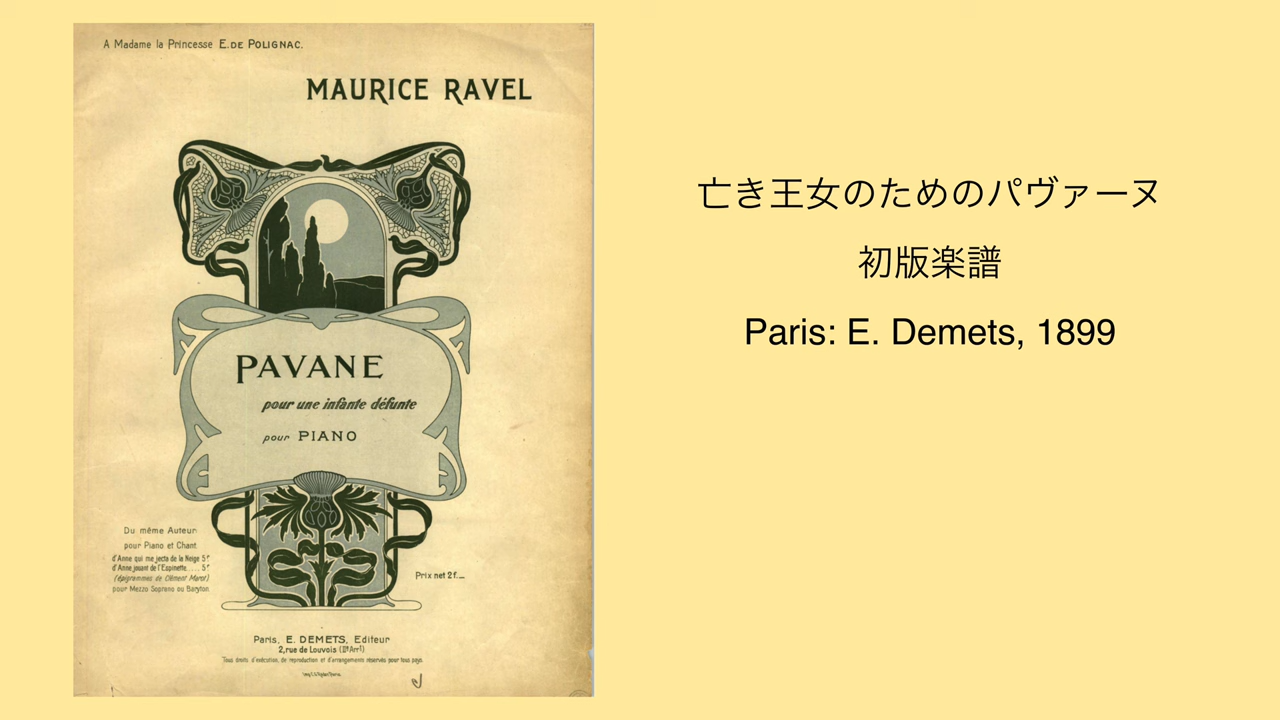 A Madame la Princesse E. DE POLIGNAC.
MAURICE RAVEL
PAVANE
pour une infante défunte
pour PIANO
Du même Auteur
pour Piano et Chant
d'Anne qui me jecta de la Neige 5f
d'Anne jouant de l'Espinette.... 5f
(épigrammes de Clément Marot)
pour Mezzo Soprano ou Baryton
Prix net 2f.
Paris, E. DEMETS, Editeur
2, rue de Louvois (IIe Arrt)
Tous droits d'exécution, de reproduction et d'arrangements réservés pour tous pays.
亡き王女のためのパヴァーヌ
初版楽譜
Paris: E. Demets, 1899